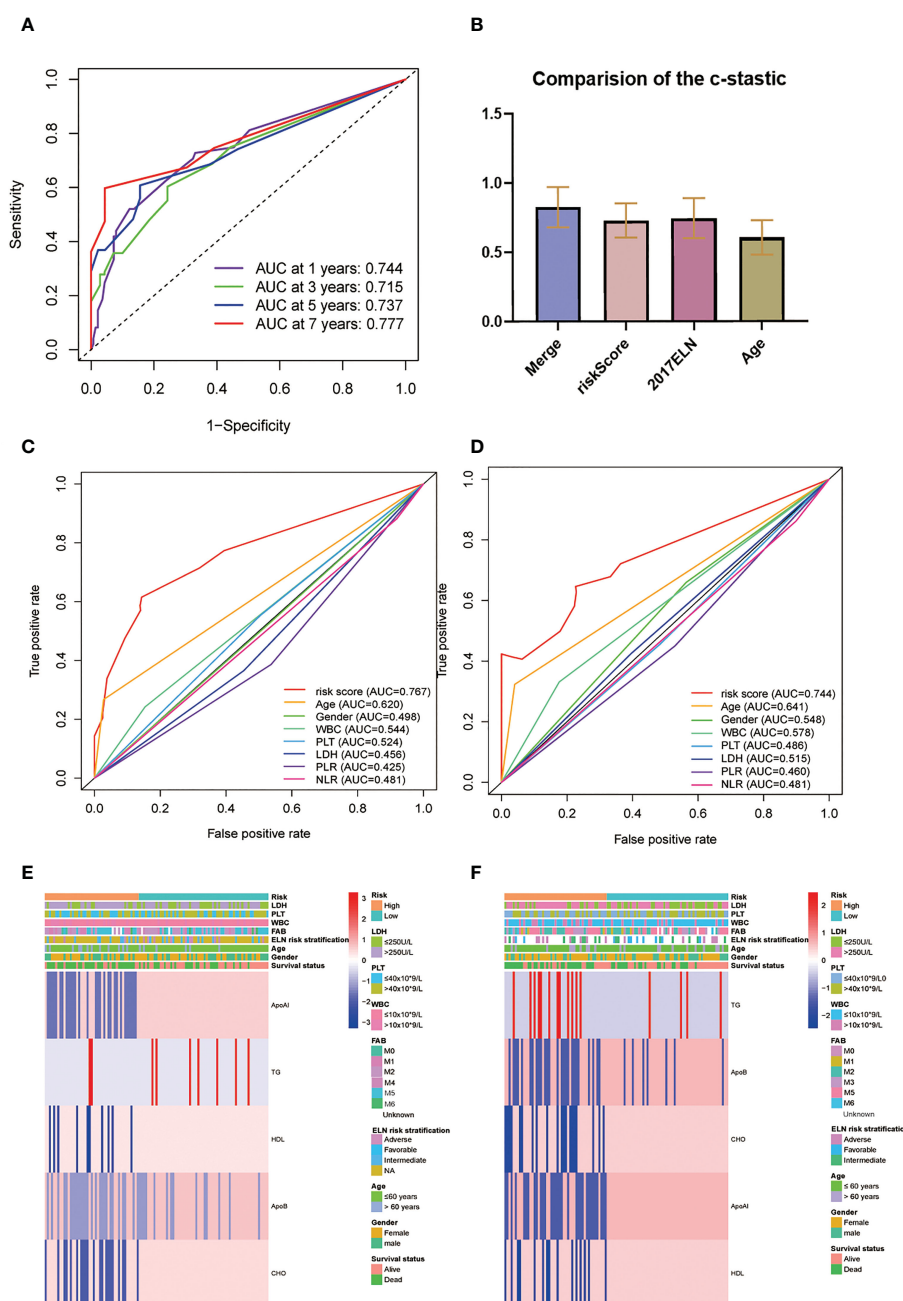 A
B
Comparision of the c-stastic
1.5
1.0
0.5
0.0
Merge
riskScore
2017ELN
Age
Sensitivity
1.0
0.8
0.6
0.4
0.2
0.0
AUC at 1 years: 0.744
AUC at 3 years: 0.715
AUC at 5 years: 0.737
AUC at 7 years: 0.777
0.0 0.2 0.4 0.6 0.8 1.0
1−Specificity
C
D
True positive rate
1.0
0.8
0.6
0.4
0.2
0.0
risk score (AUC=0.767)
Age (AUC=0.620)
Gender (AUC=0.498)
WBC (AUC=0.544)
PLT (AUC=0.524)
LDH (AUC=0.456)
PLR (AUC=0.425)
NLR (AUC=0.481)
0.0 0.2 0.4 0.6 0.8 1.0
False positive rate
True positive rate
1.0
0.8
0.6
0.4
0.2
0.0
risk score (AUC=0.744)
Age (AUC=0.641)
Gender (AUC=0.548)
WBC (AUC=0.578)
PLT (AUC=0.486)
LDH (AUC=0.515)
PLR (AUC=0.460)
NLR (AUC=0.481)
0.0 0.2 0.4 0.6 0.8 1.0
False positive rate
E
F
Risk
LDH
PLT
WBC
FAB
ELN risk stratification
Age
Gender
Survival status
ApoAI
TG
HDL
ApoB
CHO
3
2
1
0
−1
−2
−3
Risk
High
Low
LDH
≤250U/L
>250U/L
PLT
≤40x10*9/L
>40x10*9/L
WBC
≤10x10*9/L
>10x10*9/L
FAB
M0
M1
M2
M4
M5
M6
Unknown
ELN risk stratification
Adverse
Favorable
Intermediate
NA
Age
≤60 years
> 60 years
Gender
Female
male
Survival status
Alive
Dead
Risk
LDH
PLT
WBC
FAB
ELN risk stratification
Age
Gender
Survival status
TG
ApoB
CHO
ApoAI
HDL
2
1
0
−1
−2
Risk
High
Low
LDH
≤250U/L
>250U/L
PLT
≤40x10*9/L0
>40x10*9/L
WBC
≤10x10*9/L
>10x10*9/L
FAB
M0
M1
M2
M3
M5
M6
Unknown
ELN risk stratification
Adverse
Favorable
Intermediate
Age
≤ 60 years
> 60 years
Gender
Female
male
Survival status
Alive
Dead